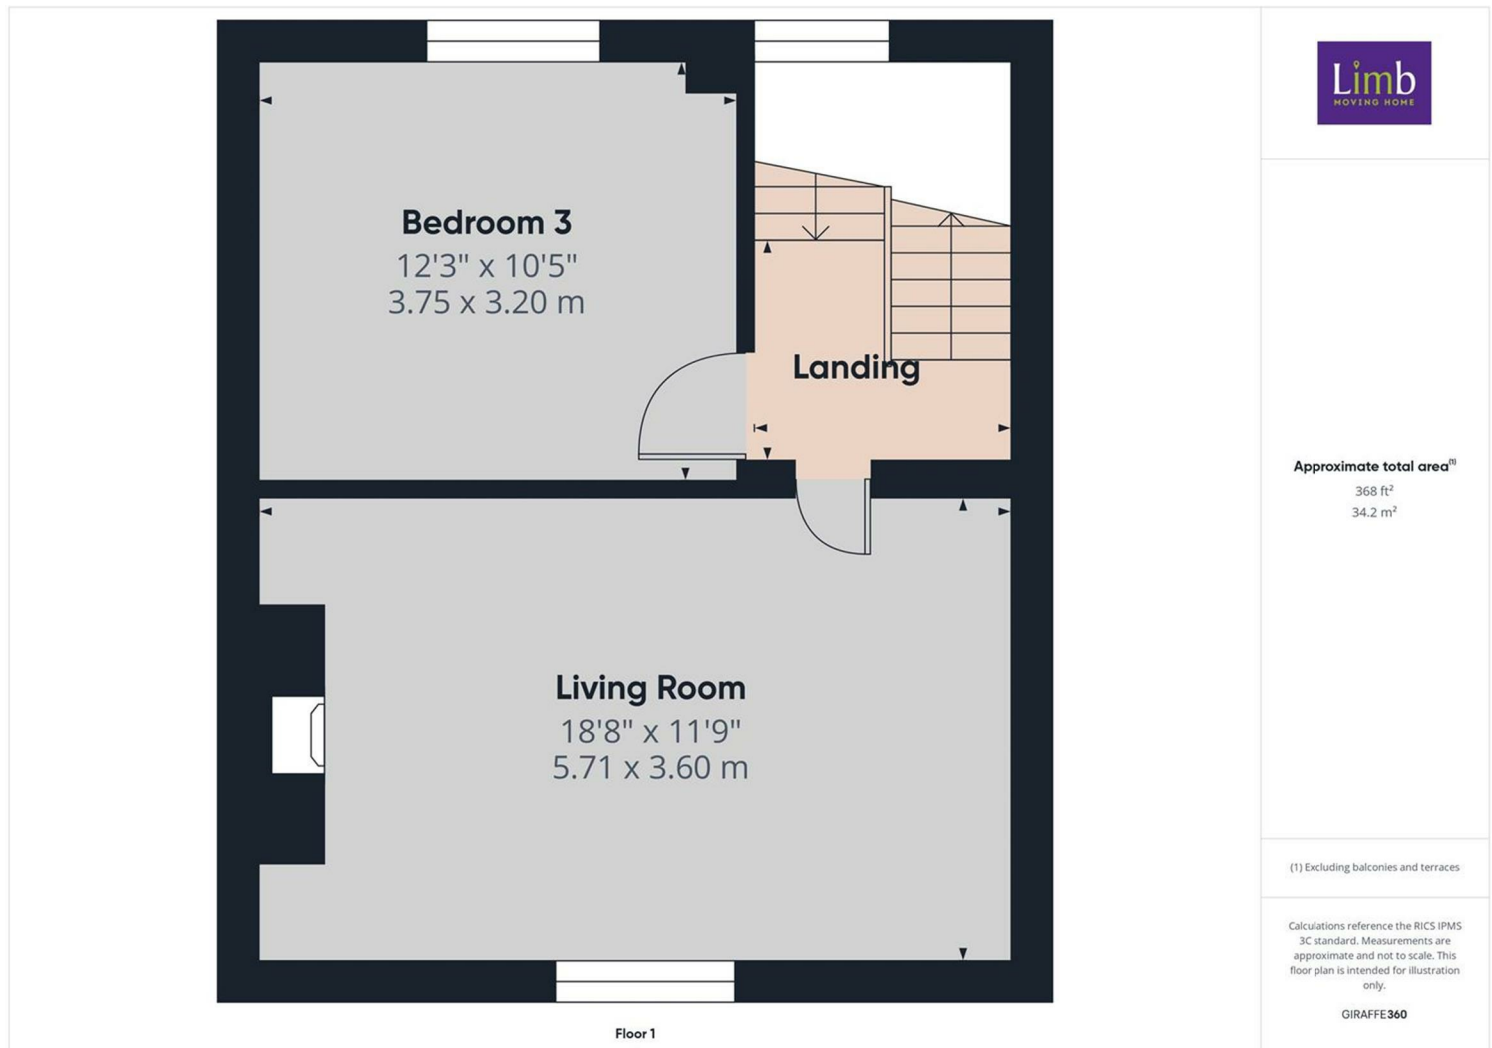 Bedroom 3
12'3" x 10'5"
3.75 x 3.20 m
Landing
Living Room
18'8" x 11'9"
5.71 x 3.60 m
Floor 1
Limb
MOVING HOME
Approximate total area(1)
368 ft²
34.2 m²
(1) Excluding balconies and terraces
Calculations reference the RICS IPMS
3C standard. Measurements are
approximate and not to scale. This
floor plan is intended for illustration
only.
GIRAFFE360